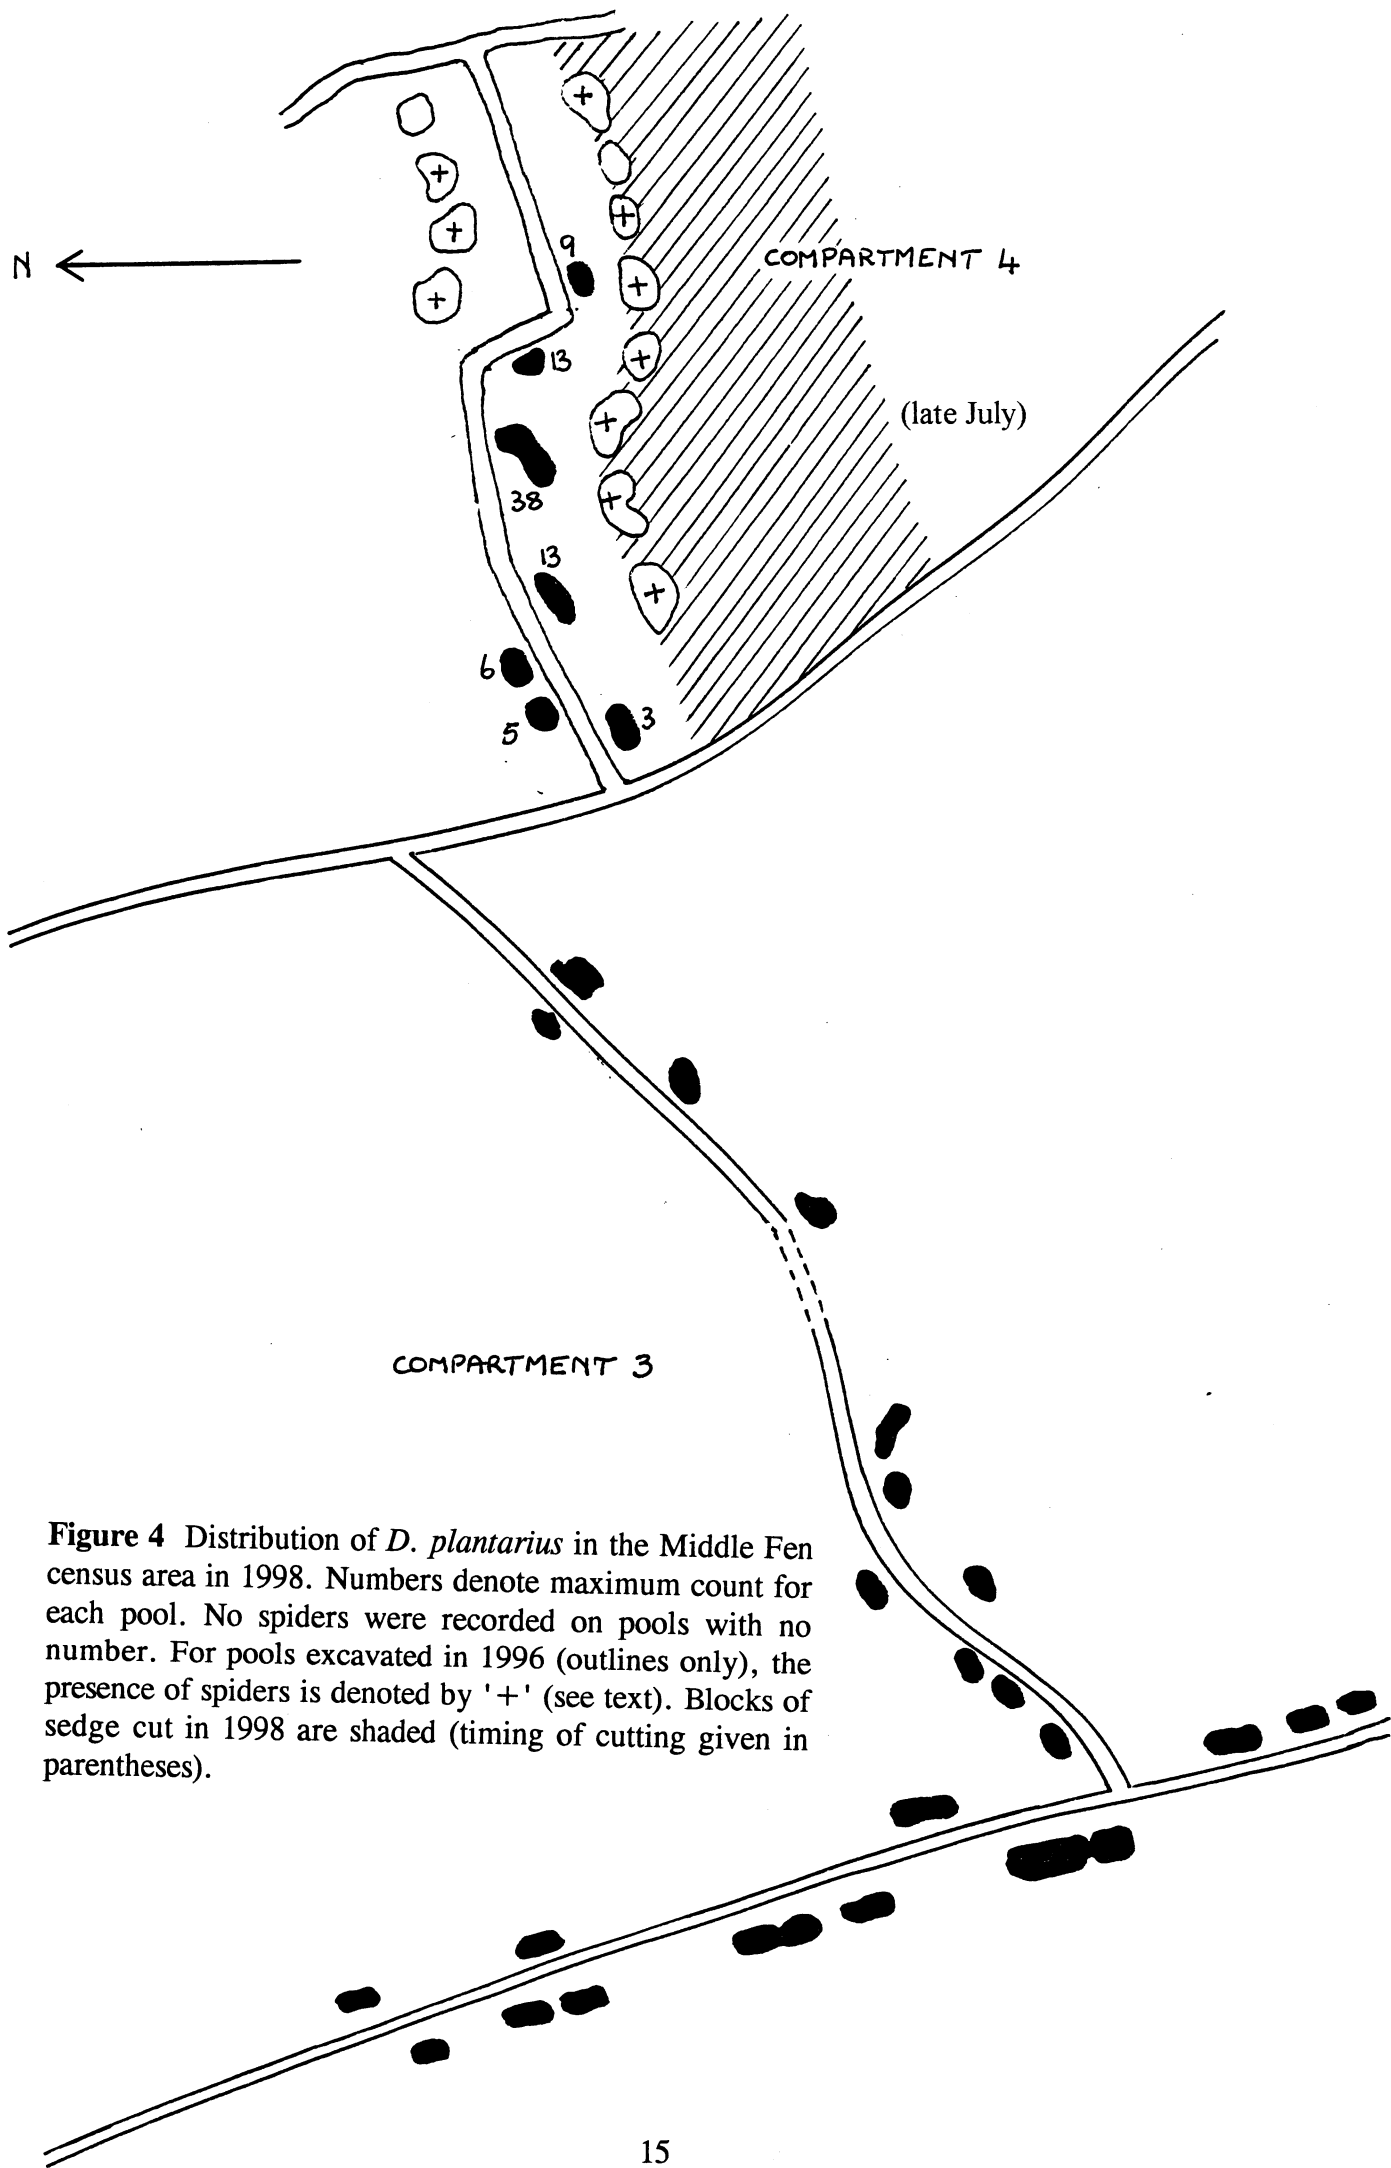 9
N
COMPARTMENT 4
13
(late July)
38
13
6
3
5
COMPARTMENT 3
Figure 4 Distribution of D. plantarius in the Middle Fen
census area in 1998. Numbers denote maximum count for
each pool. No spiders were recorded on pools with no
number. For pools excavated in 1996 (outlines only), the
presence of spiders is denoted by '+' (see text). Blocks of
sedge cut in 1998 are shaded (timing of cutting given in
parentheses).
15